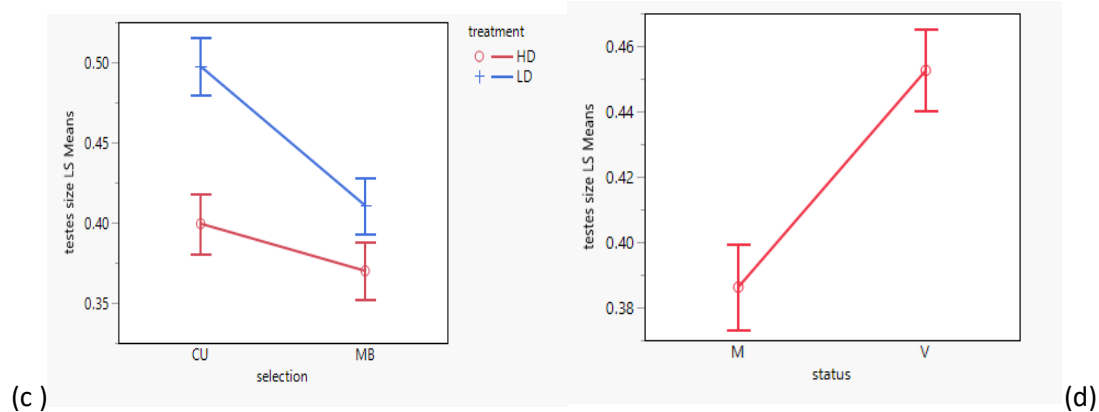 treatment
HD
LD
0.50
0.45
0.40
0.35
testes size LS Means
CU MB
selection
(c )
0.46
0.44
0.42
0.40
0.38
testes size LS Means
M V
status
(d)